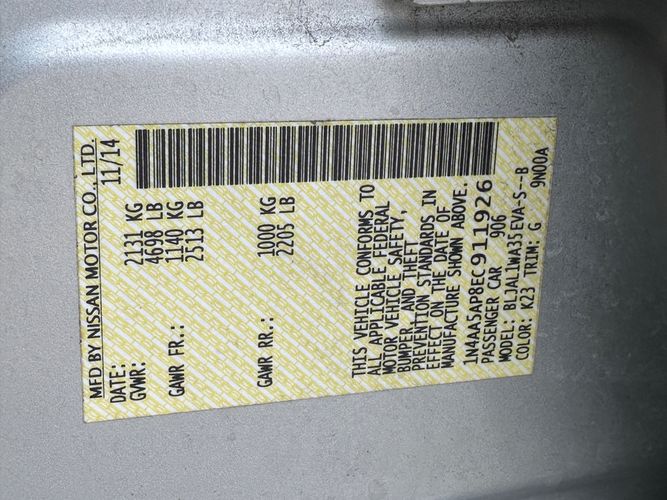 MFD BY NISSAN MOTOR CO., LTD.
DATE: 11/14
GVWR: 2131 KG
4698 LB
GAWR FR.: 1140 KG
2513 LB
GAWR RR.: 1000 KG
2205 LB
THIS VEHICLE CONFORMS TO
ALL APPLICABLE FEDERAL
MOTOR VEHICLE SAFETY,
BUMPER, AND THEFT
PREVENTION STANDARDS IN
EFFECT ON THE DATE OF
MANUFACTURE SHOWN ABOVE.
1N4AA5AP8EC911926
PASSENGER CAR 906
MODEL: BLJAL1WA35EVA-S--B
COLOR: K23 TRIM: G 9N00A